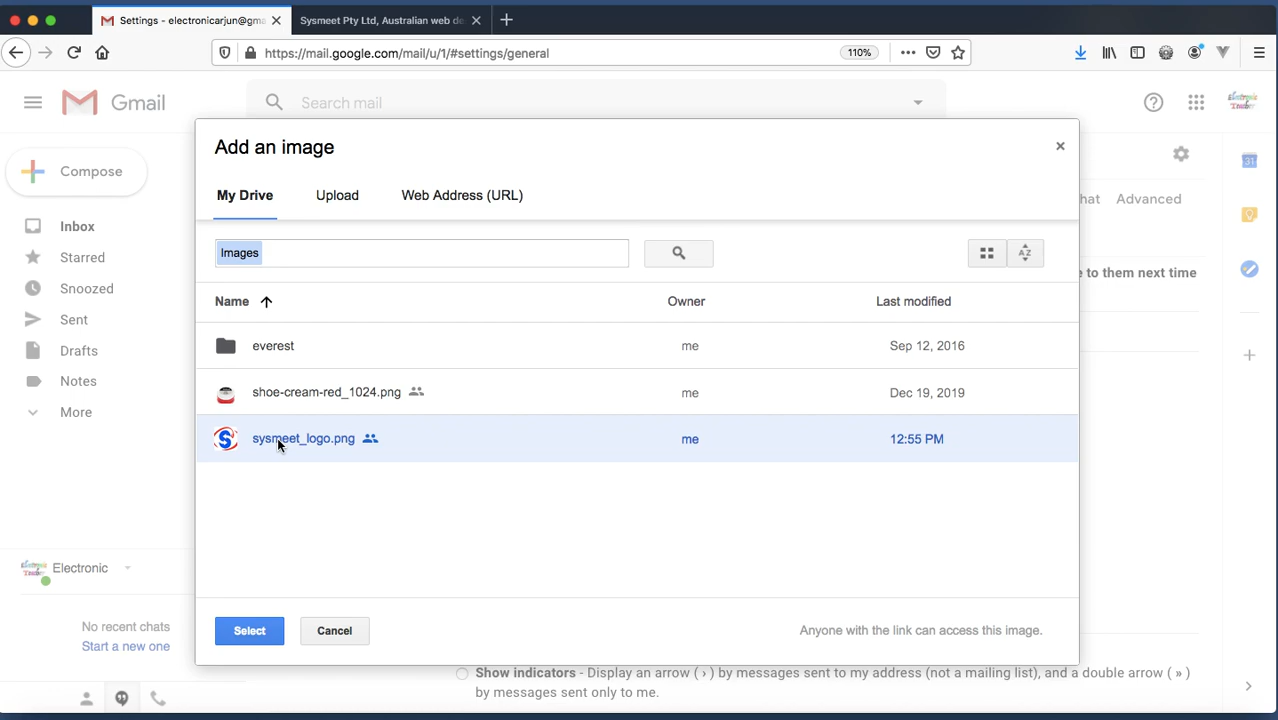 Settings - electronicarjun@gma
Sysmeet Pty Ltd, Australian web de
https://mail.google.com/mail/u/1/#settings/general
110%
Gmail
Search mail
Compose
Inbox
Starred
Snoozed
Sent
Drafts
Notes
More
Electronic
No recent chats
Start a new one
Add an image
My Drive
Upload
Web Address (URL)
Images
Name
Owner
Last modified
everest
me
Sep 12, 2016
shoe-cream-red_1024.png
me
Dec 19, 2019
sysmeet_logo.png
me
12:55 PM
Select
Cancel
Anyone with the link can access this image.
hat
Advanced
e to them next time
31
Show indicators - Display an arrow ( › ) by messages sent to my address (not a mailing list), and a double arrow ( » )
by messages sent only to me.